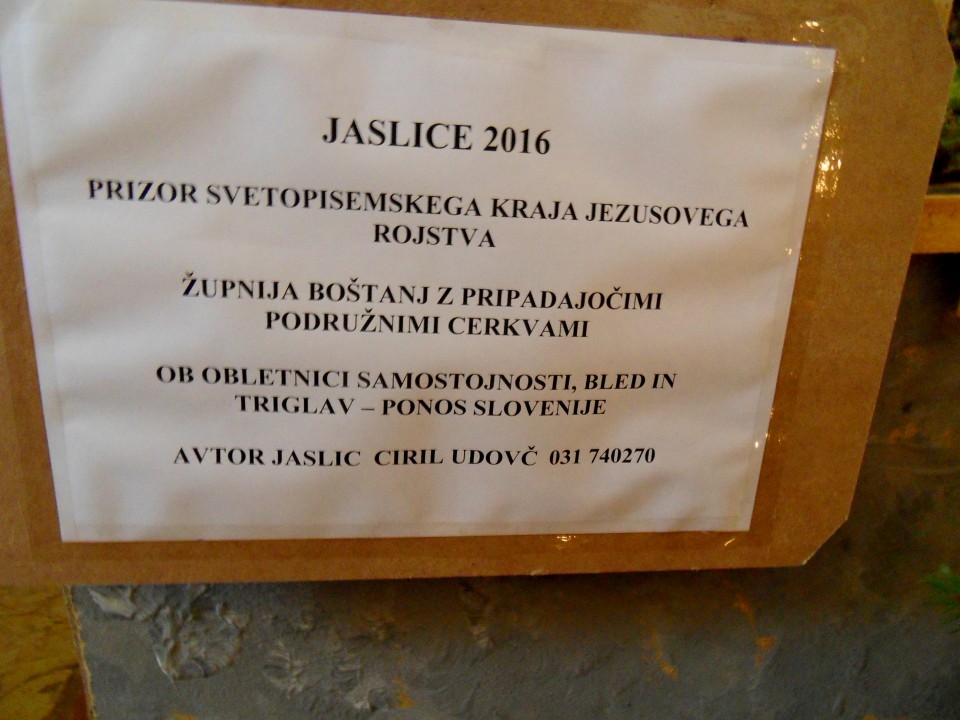 JASLICE 2016
PRIZOR SVETOPISEMSKEGA KRAJA JEZUSOVEGA
ROJSTVA
ŽUPNIJA BOŠTANJ Z PRIPADAJOČIMI
PODRUŽNIMI CERKVAMI
OB OBLETNICI SAMOSTOJNOSTI, BLED IN
TRIGLAV – PONOS SLOVENIJE
AVTOR JASLIC CIRIL UDOVČ 031 740270